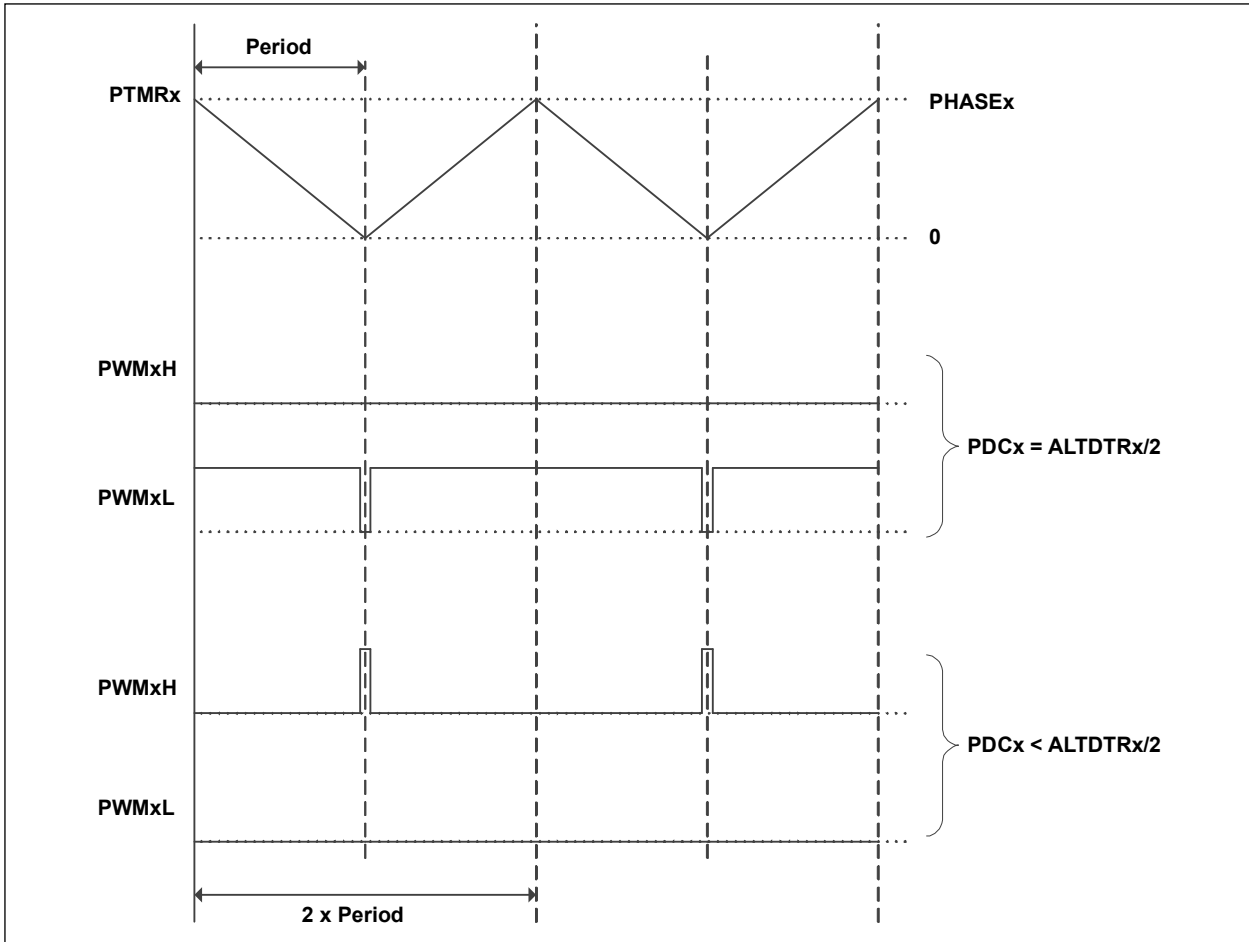 Period
PTMRx
PHASEx
0
PWMxH
PDCx = ALTDTRx/2
PWMxL
PWMxH
PDCx < ALTDTRx/2
PWMxL
2 x Period